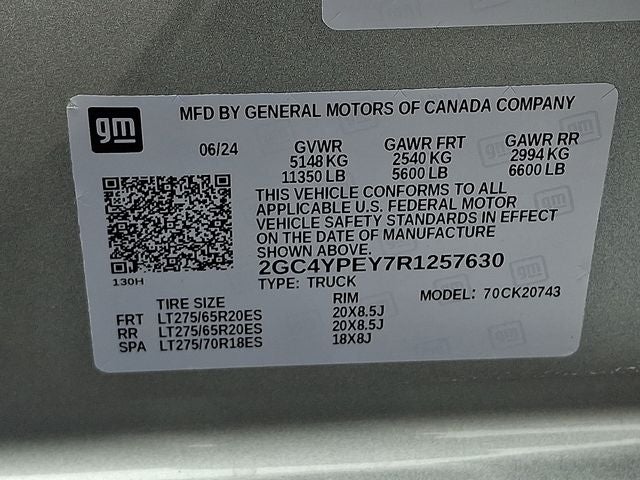 gm
MFD BY GENERAL MOTORS OF CANADA COMPANY
06/24 GVWR GAWR FRT GAWR RR
5148 KG 2540 KG 2994 KG
11350 LB 5600 LB 6600 LB
THIS VEHICLE CONFORMS TO ALL
APPLICABLE U.S. FEDERAL MOTOR
VEHICLE SAFETY STANDARDS IN EFFECT
ON THE DATE OF MANUFACTURE
SHOWN ABOVE.
2GC4YPEY7R1257630
130H TYPE: TRUCK MODEL: 70CK20743
TIRE SIZE RIM
FRT LT275/65R20ES 20X8.5J
RR LT275/65R20ES 20X8.5J
SPA LT275/70R18ES 18X8J